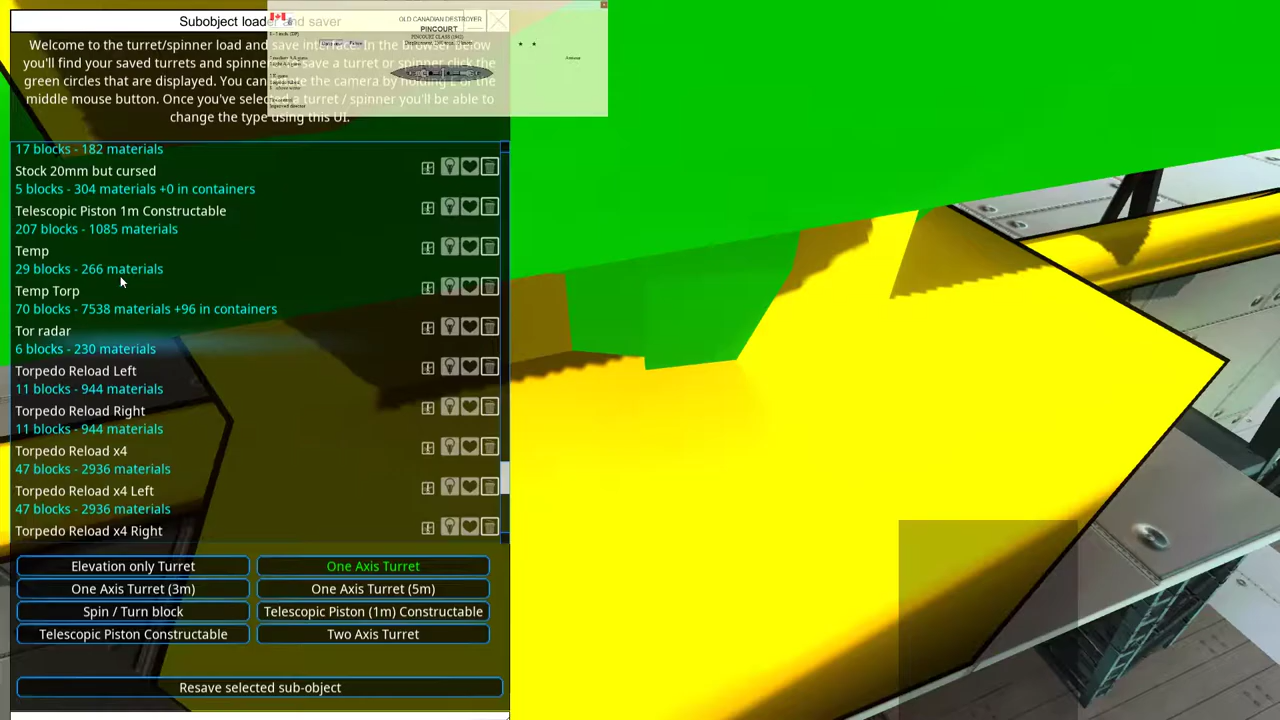 Subobject loader and saver
OLD CANADIAN DESTROYER
PINCOURT
Welcome to the turret/spinner load and save interface. In the browser below
you'll find your saved turrets and spinners. To save a turret or spinner click the
green circles that are displayed. You can rotate the camera by holding E or the
middle mouse button. Once you've selected a turret / spinner you'll be able to
change the type using this UI.
17 blocks - 182 materials
Stock 20mm but cursed
5 blocks - 304 materials +0 in containers
Telescopic Piston 1m Constructable
207 blocks - 1085 materials
Temp
29 blocks - 266 materials
Temp Torp
70 blocks - 7538 materials +96 in containers
Tor radar
6 blocks - 230 materials
Torpedo Reload Left
11 blocks - 944 materials
Torpedo Reload Right
11 blocks - 944 materials
Torpedo Reload x4
47 blocks - 2936 materials
Torpedo Reload x4 Left
47 blocks - 2936 materials
Torpedo Reload x4 Right
Elevation only Turret
One Axis Turret
One Axis Turret (3m)
One Axis Turret (5m)
Spin / Turn block
Telescopic Piston (1m) Constructable
Telescopic Piston Constructable
Two Axis Turret
Resave selected sub-object